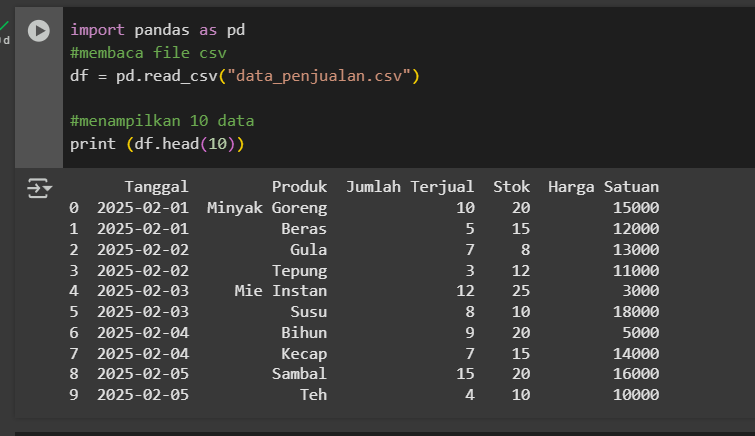 import pandas as pd
#membaca file csv
df = pd.read_csv("data_penjualan.csv")
#menampilkan 10 data
print (df.head(10))
Tanggal Produk Jumlah Terjual Stok Harga Satuan
0 2025-02-01 Minyak Goreng 10 20 15000
1 2025-02-01 Beras 5 15 12000
2 2025-02-02 Gula 7 8 13000
3 2025-02-02 Tepung 3 12 11000
4 2025-02-03 Mie Instan 12 25 3000
5 2025-02-03 Susu 8 10 18000
6 2025-02-04 Bihun 9 20 5000
7 2025-02-04 Kecap 7 15 14000
8 2025-02-05 Sambal 15 20 16000
9 2025-02-05 Teh 4 10 10000